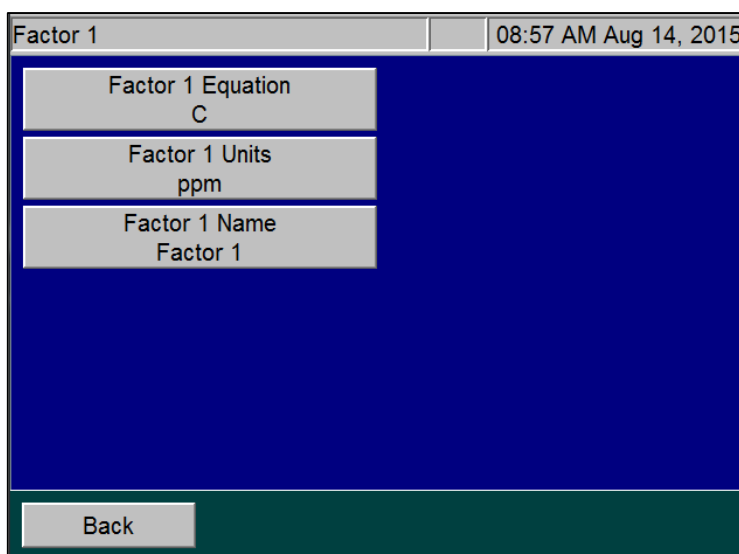 Factor 1
08:57 AM Aug 14, 2015
Factor 1 Equation
C
Factor 1 Units
ppm
Factor 1 Name
Factor 1
Back